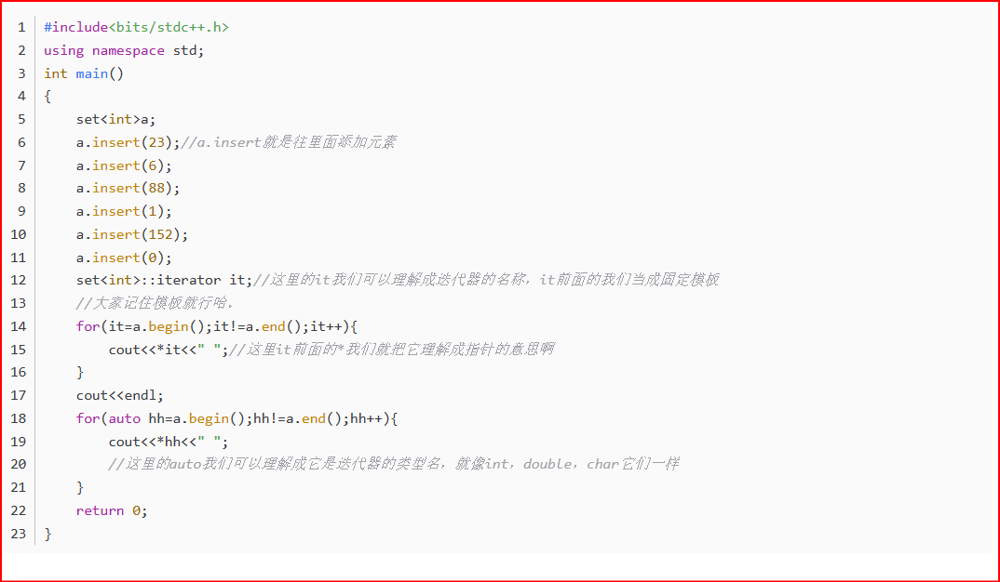 1 #include<bits/stdc++.h>
2 using namespace std;
3 int main()
4 {
5     set<int>a;
6     a.insert(23);//a.insert就是往里面添加元素
7     a.insert(6);
8     a.insert(88);
9     a.insert(1);
10     a.insert(152);
11     a.insert(0);
12     set<int>::iterator it;//这里的it我们可以理解成迭代器的名称，it前面的我们当成固定模板
13     //大家记住模板就行哈。
14     for(it=a.begin();it!=a.end();it++){
15         cout<<*it<<" ";//这里it前面的*我们就把它理解成指针的意思啊
16     }
17     cout<<endl;
18     for(auto hh=a.begin();hh!=a.end();hh++){
19         cout<<*hh<<" ";
20         //这里的auto我们可以理解成它是迭代器的类型名，就像int，double，char它们一样
21     }
22     return 0;
23 }